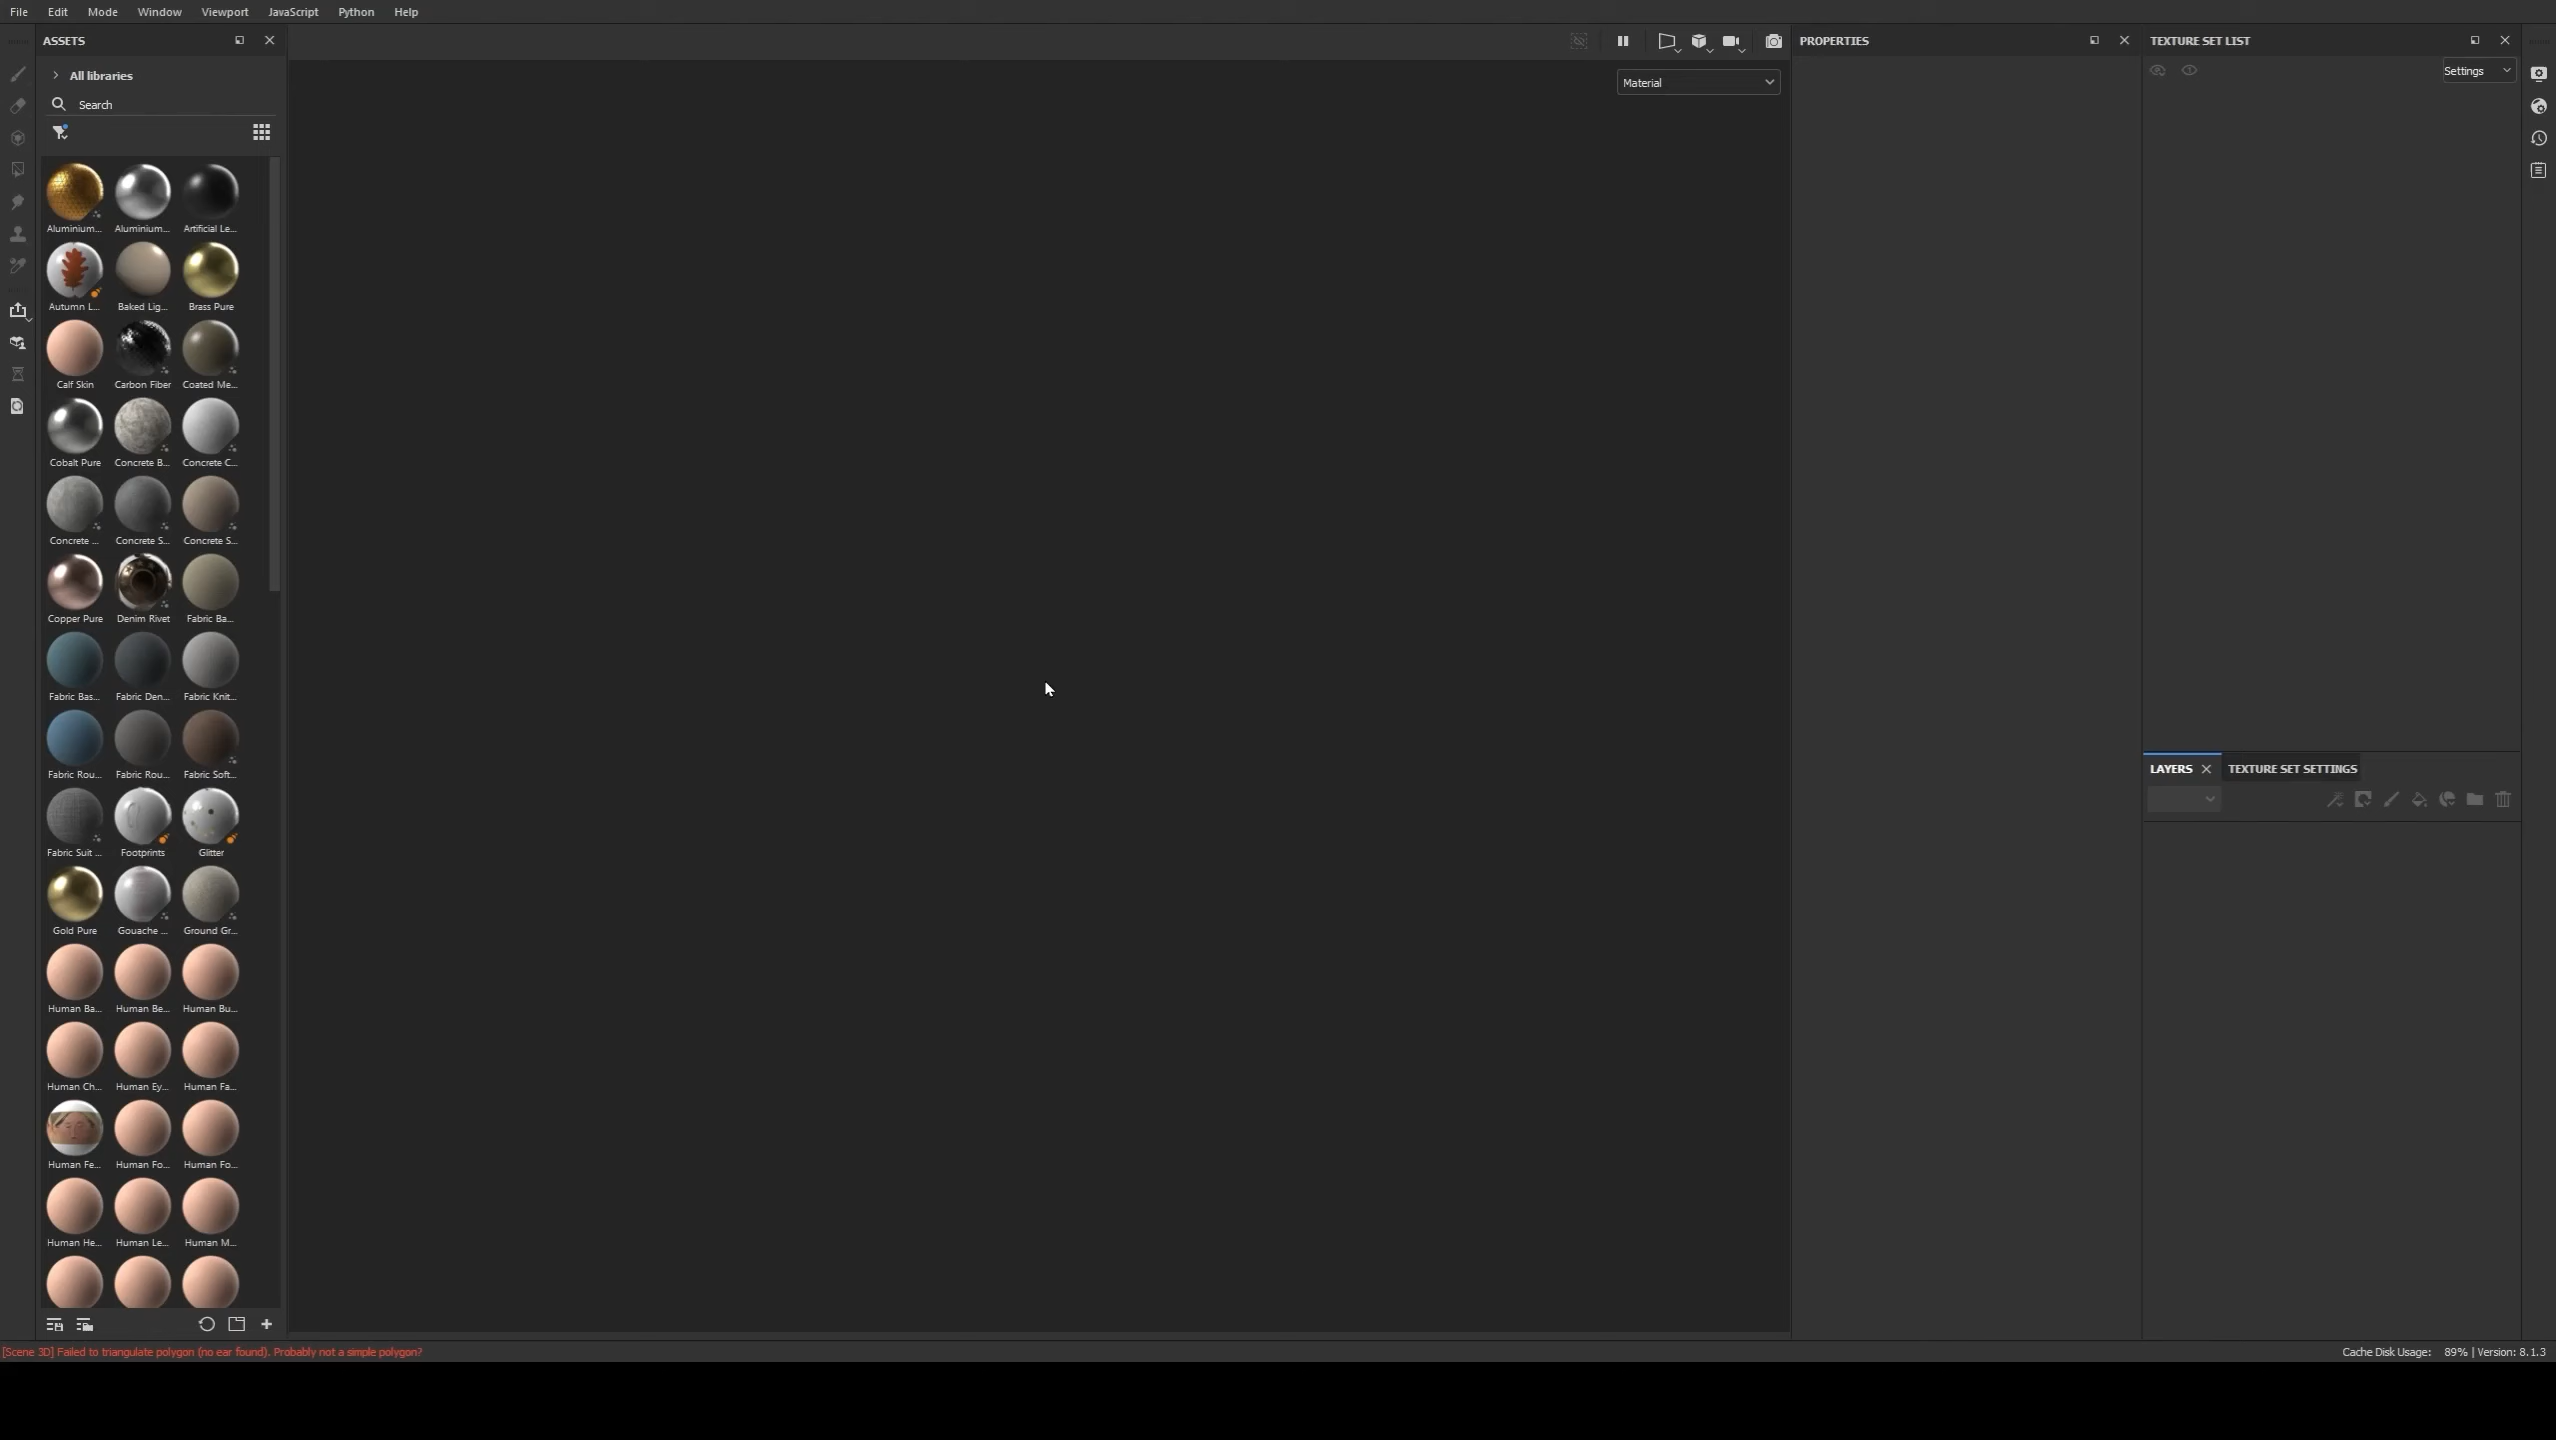 File Edit Mode Window Viewport JavaScript Python Help
ASSETS
All libraries
Search
Aluminium... Aluminium... Artificial Le...
Autumn L... Baked Lig... Brass Pure
Calf Skin Carbon Fiber Coated Me...
Cobalt Pure Concrete B... Concrete C...
Concrete ... Concrete S... Concrete S...
Copper Pure Denim Rivet Fabric Ba...
Fabric Bas... Fabric Den... Fabric Knit...
Fabric Rou... Fabric Rou... Fabric Soft...
Fabric Suit ... Footprints Glitter
Gold Pure Gouache ... Ground Gr...
Human Ba... Human Be... Human Bu...
Human Ch... Human Ey... Human Fa...
Human Fe... Human Fo... Human Fo...
Human He... Human Le... Human M...
Material
PROPERTIES
TEXTURE SET LIST
Settings
LAYERS TEXTURE SET SETTINGS
[Scene 3D] Failed to triangulate polygon (no ear found). Probably not a simple polygon?
Cache Disk Usage: 89% | Version: 8.1.3